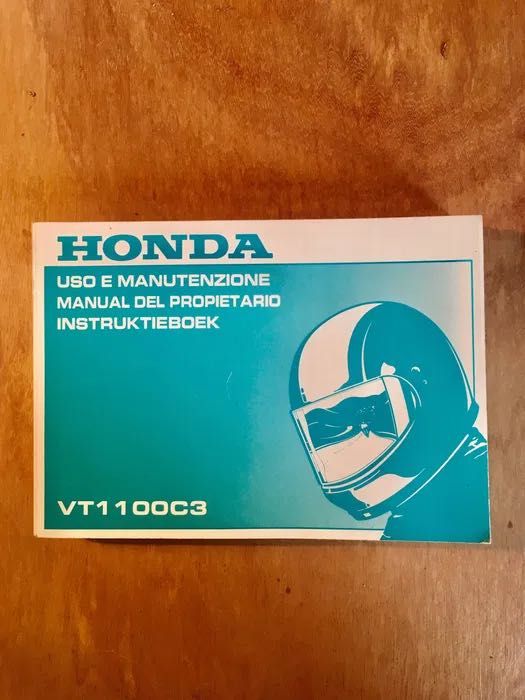 HONDA
USO E MANUTENZIONE
MANUAL DEL PROPIETARIO
INSTRUKTIEBOEK
VT1100C3